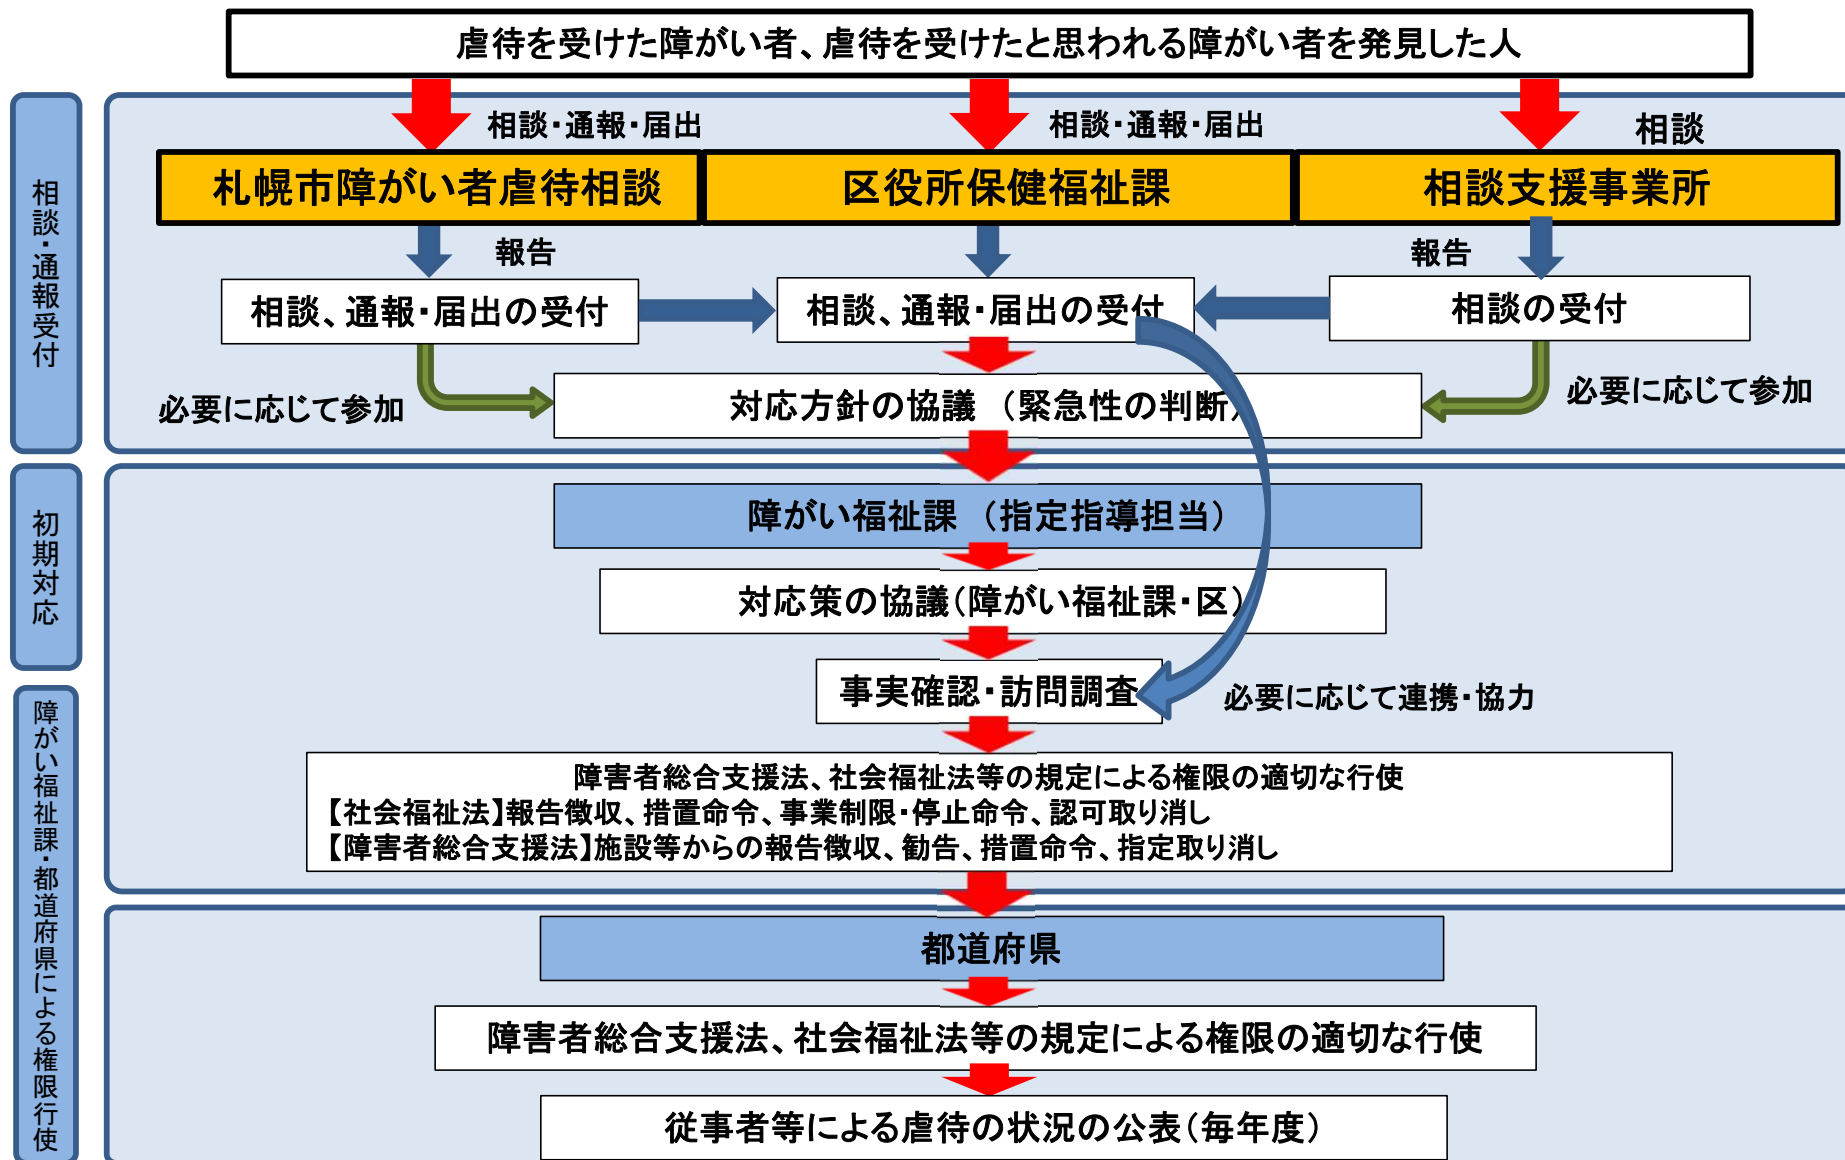 虐待を受けた障がい者、虐待を受けたと思われる障がい者を発見した人
相談・通報・届出
相談・通報・届出
相談
相談・通報受付
札幌市障がい者虐待相談
区役所保健福祉課
相談支援事業所
報告
報告
相談、通報・届出の受付
相談、通報・届出の受付
相談の受付
必要に応じて参加
対応方針の協議 （緊急性の判断）
必要に応じて参加
初期対応
障がい福祉課 （指定指導担当）
対応策の協議（障がい福祉課・区）
事実確認・訪問調査
必要に応じて連携・協力
障がい福祉課・都道府県による権限行使
障害者総合支援法、社会福祉法等の規定による権限の適切な行使
【社会福祉法】報告徴収、措置命令、事業制限・停止命令、認可取り消し
【障害者総合支援法】施設等からの報告徴収、勧告、措置命令、指定取り消し
都道府県
障害者総合支援法、社会福祉法等の規定による権限の適切な行使
従事者等による虐待の状況の公表（毎年度）